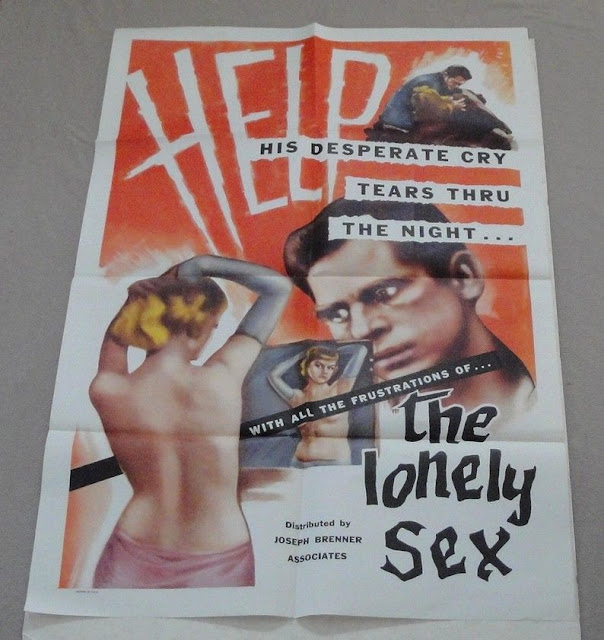 HELP
HIS DESPERATE CRY
TEARS THRU
THE NIGHT...
WITH ALL THE FRUSTRATIONS OF...
the
lonely
sex
Distributed by
JOSEPH BRENNER
ASSOCIATES